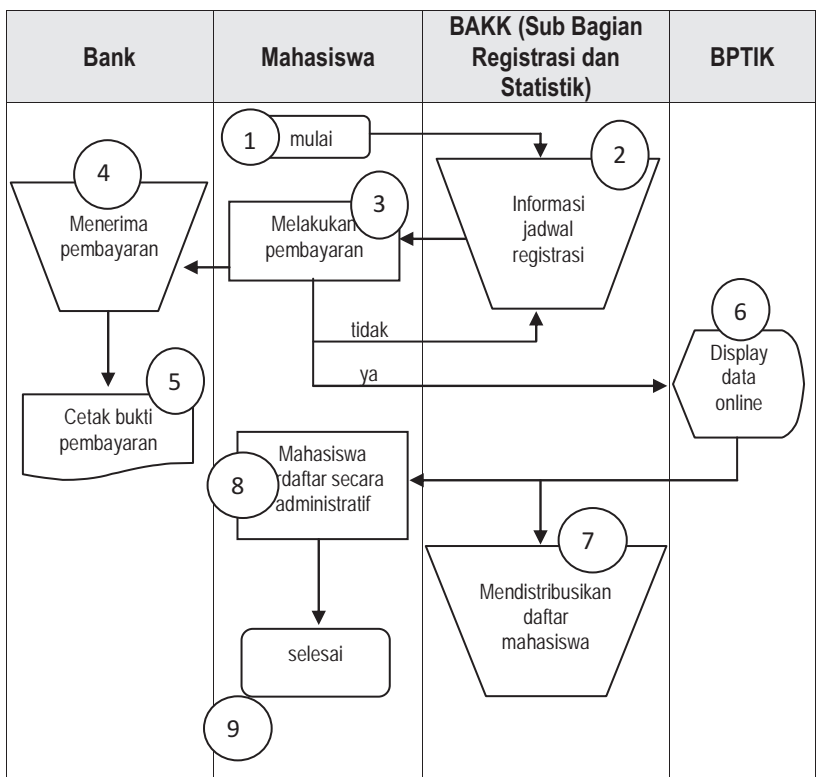 Bank
Mahasiswa
BAKK (Sub Bagian
Registrasi dan
Statistik)
BPTIK
1
mulai
2
Informasi
jadwal
registrasi
3
Melakukan
pembayaran
4
Menerima
pembayaran
tidak
ya
5
Cetak bukti
pembayaran
6
Display
data
online
7
Mendistribusikan
daftar
mahasiswa
8
Mahasiswa
secara
administratif
selesai
9